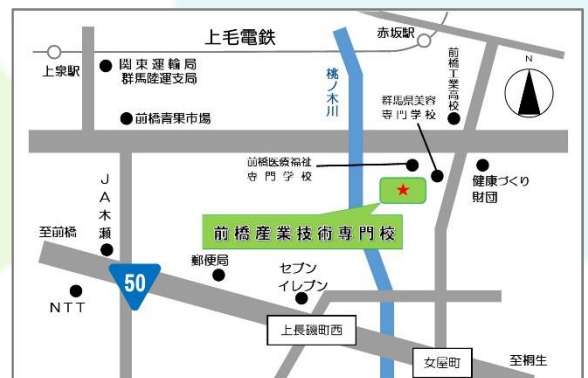 上毛電鉄
赤坂駅
上泉駅
関東運輸局
群馬陸運支局
前橋青果市場
桃ノ木川
前橋工業高校
N
群馬県美容
専門学校
前橋医療福祉
専門学校
健康づくり
財団
JA木瀬
至前橋
前橋産業技術専門校
郵便局
セブン
イレブン
50
NTT
上長磯町西
女屋町
至桐生